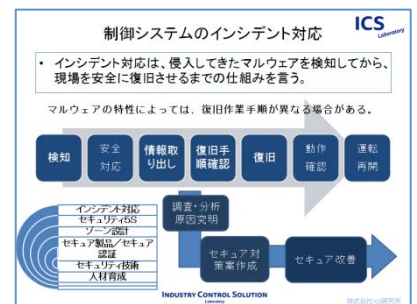 制御システムのインシデント対応
ICS
Laboratory
• インシデント対応は、侵入してきたマルウェアを検知してから、
現場を安全に復旧させるまでの仕組みを言う。
マルウェアの特性によっては、復旧作業手順が異なる場合がある。
検知
安全
対応
情報取
り出し
復旧手
順確認
復旧
動作
確認
運転
再開
インシデント対応
セキュリティ5S
ゾーン設計
セキュア製品/セキュア
認証
セキュリティ技術
人材育成
調査・分析
原因究明
セキュア対
策案作成
セキュア改善
INDUSTRY CONTROL SOLUTION
Laboratory
株式会社ICS研究所